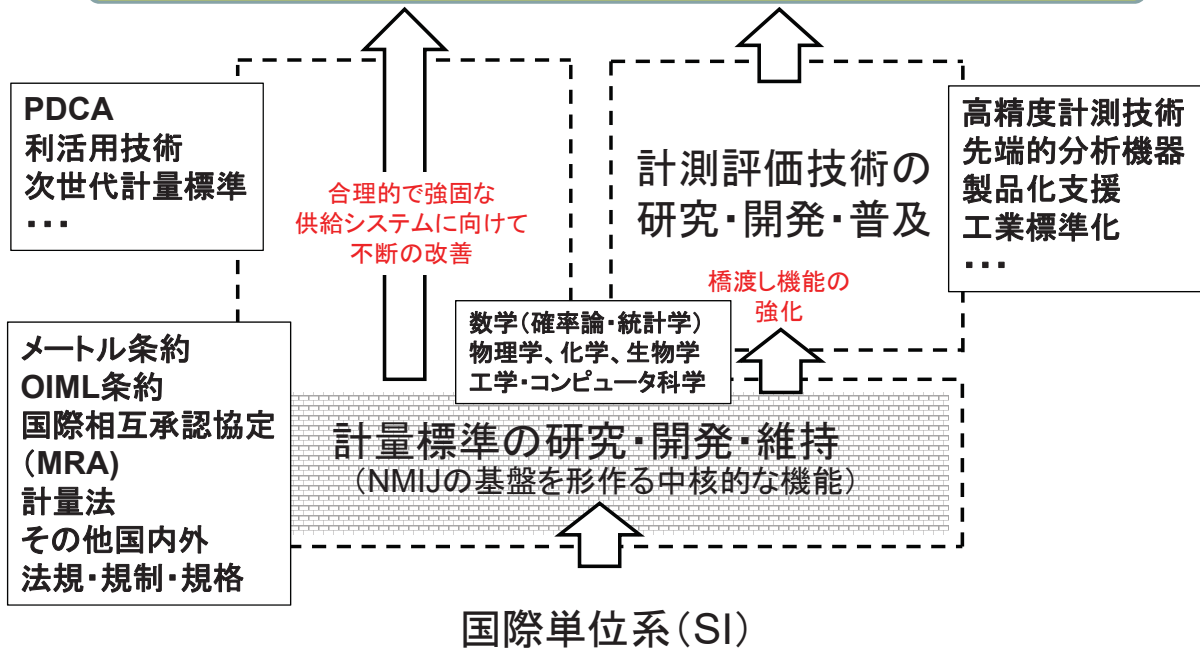 PDCA
利活用技術
次世代計量標準
・・・
合理的で強固な
供給システムに向けて
不断の改善
計測評価技術の
研究・開発・普及
高精度計測技術
先端的分析機器
製品化支援
工業標準化
・・・
橋渡し機能の
強化
数学（確率論・統計学）
物理学、化学、生物学
工学・コンピュータ科学
メートル条約
OIML条約
国際相互承認協定
（MRA)
計量法
その他国内外
法規・規制・規格
計量標準の研究・開発・維持
（NMIJの基盤を形作る中核的な機能）
国際単位系（SI）